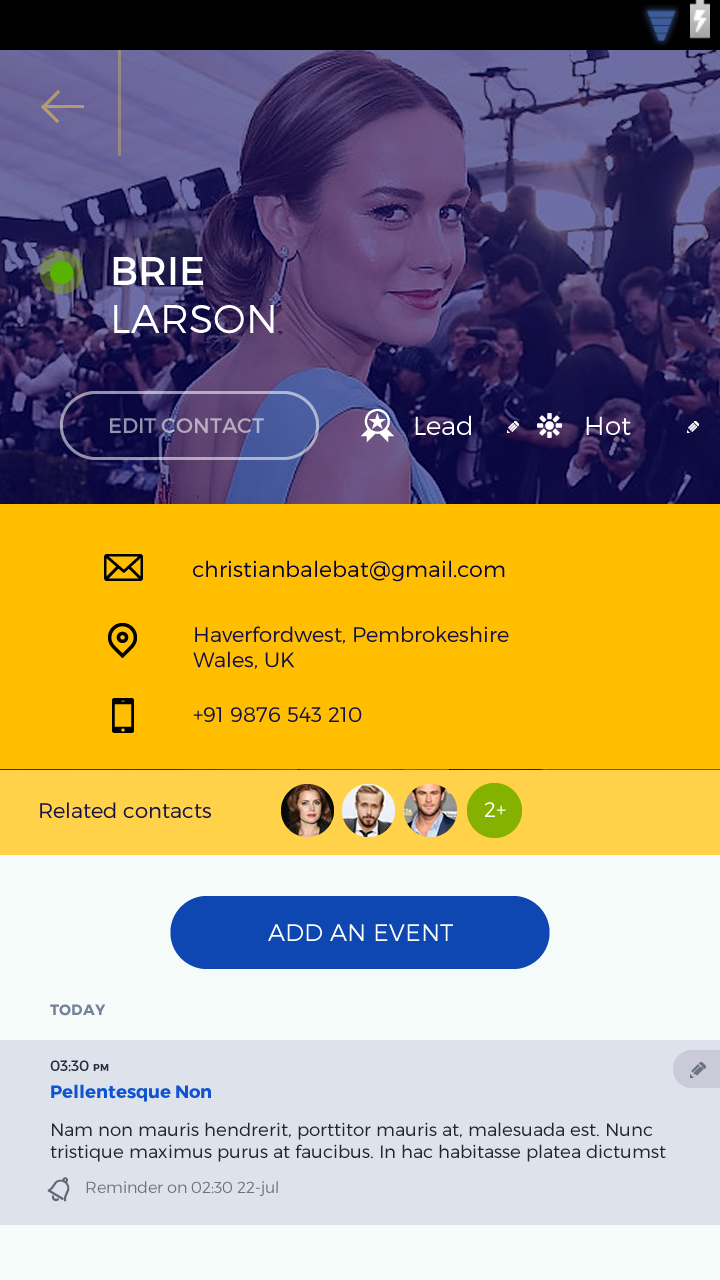 BRIE
LARSON
EDIT CONTACT
Lead
Hot
christianbalebat@gmail.com
Haverfordwest, Pembrokeshire
Wales, UK
+91 9876 543 210
Related contacts
2+
ADD AN EVENT
TODAY
03:30 PM
Pellentesque Non
Nam non mauris hendrerit, porttitor mauris at, malesuada est. Nunc
tristique maximus purus at faucibus. In hac habitasse platea dictumst
Reminder on 02:30 22-jul